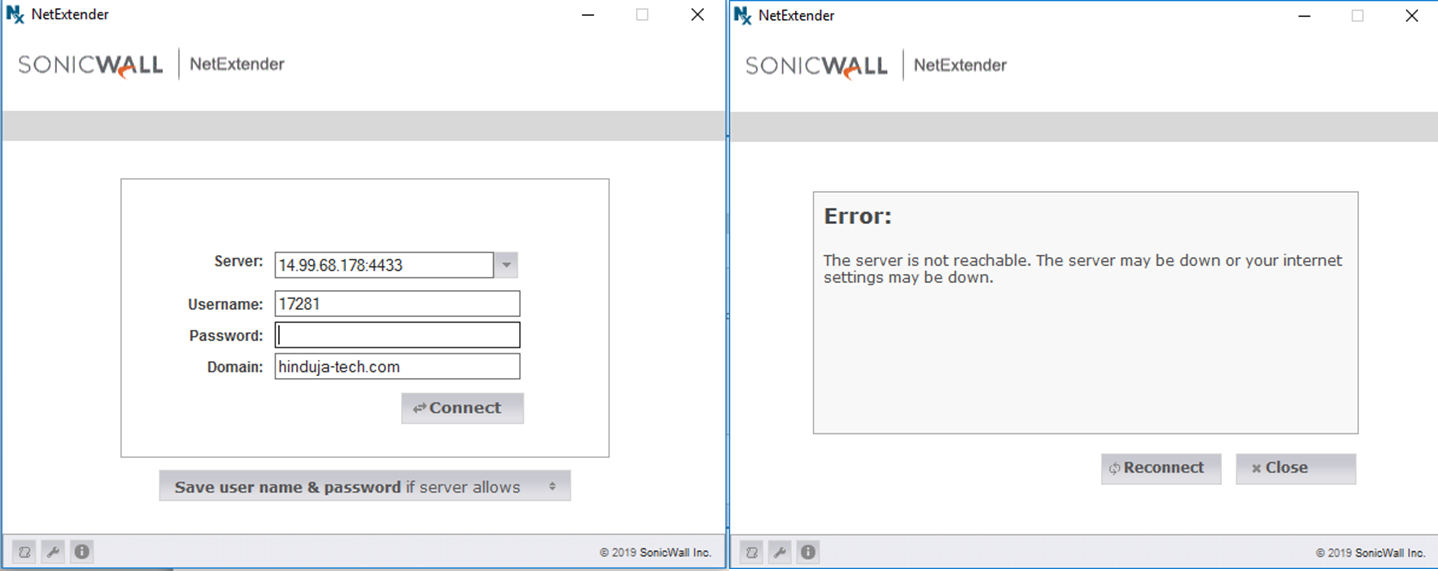 NetExtender
SONICWALL | NetExtender
Server: 14.99.68.178:4433
Username: 17281
Password:
Domain: hinduja-tech.com
Connect
Save user name & password if server allows
© 2019 SonicWall Inc.
NetExtender
SONICWALL | NetExtender
Error:
The server is not reachable. The server may be down or your internet
settings may be down.
Reconnect
Close
© 2019 SonicWall Inc.